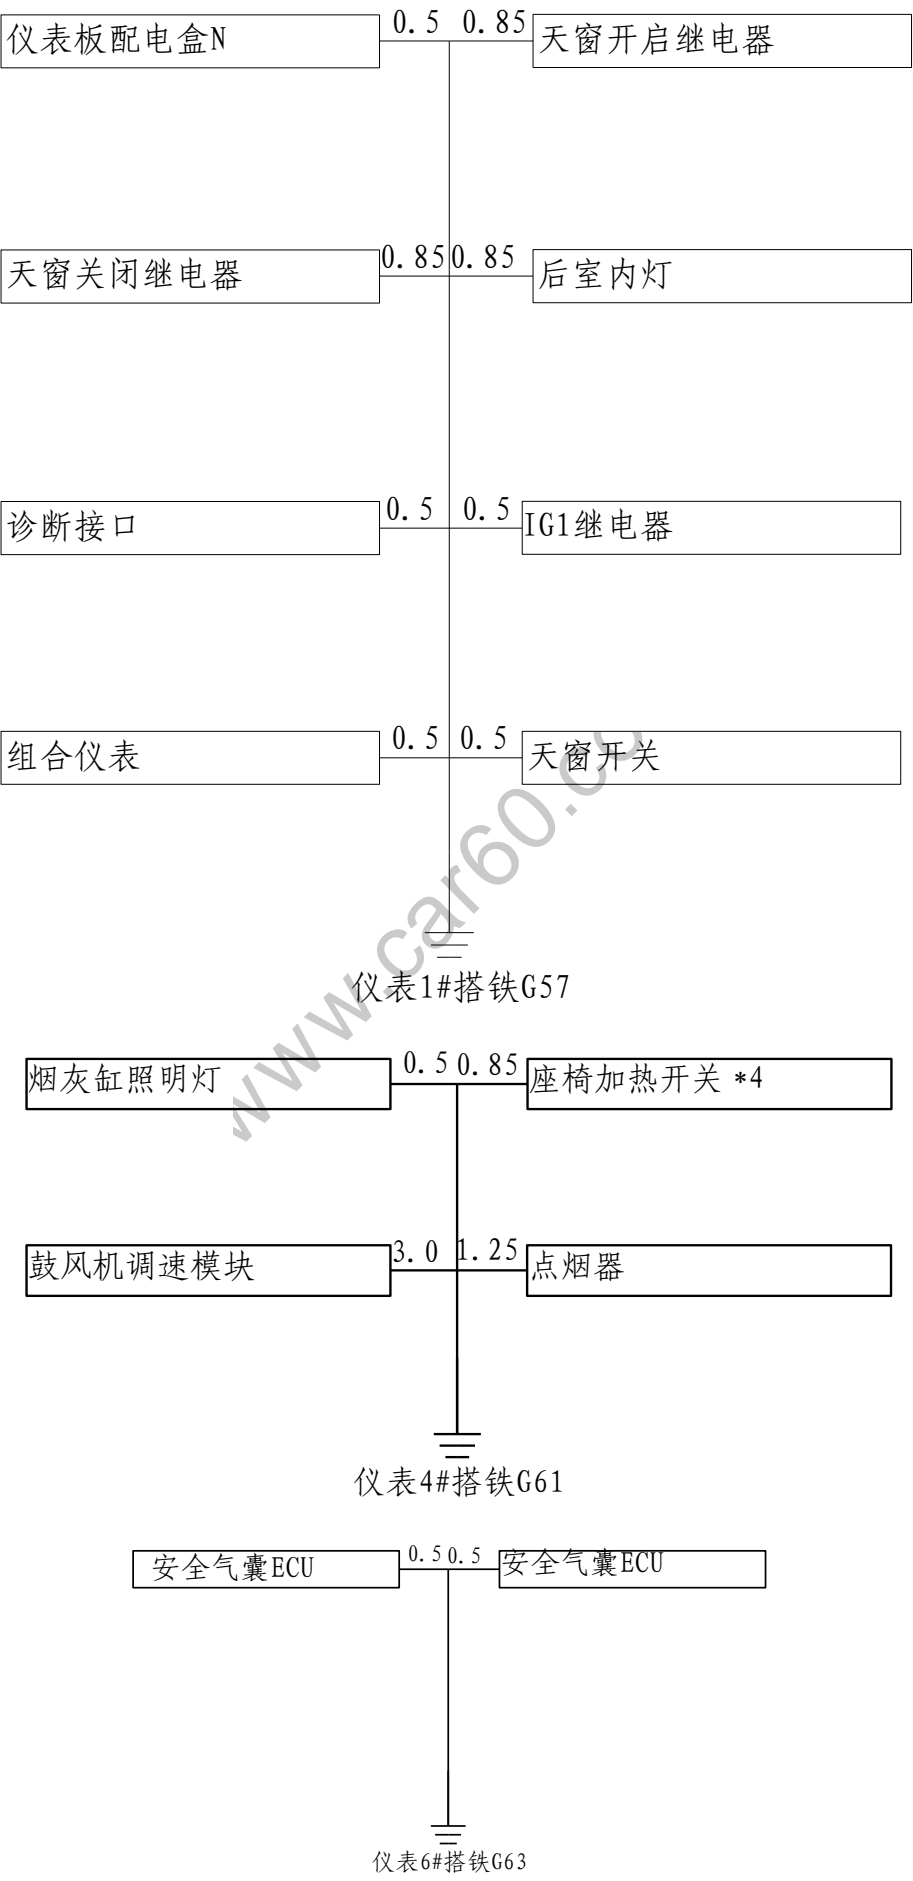 仪表板配电盒N 0.5 0.85 天窗开启继电器
天窗关闭继电器 0.85 0.85 后室内灯
诊断接口 0.5 0.5 IG1继电器
组合仪表 0.5 0.5 天窗开关
仪表1#搭铁G57
烟灰缸照明灯 0.5 0.85 座椅加热开关 *4
鼓风机调速模块 3.0 1.25 点烟器
仪表4#搭铁G61
安全气囊ECU 0.5 0.5 安全气囊ECU
仪表6#搭铁G63
www.car60.co